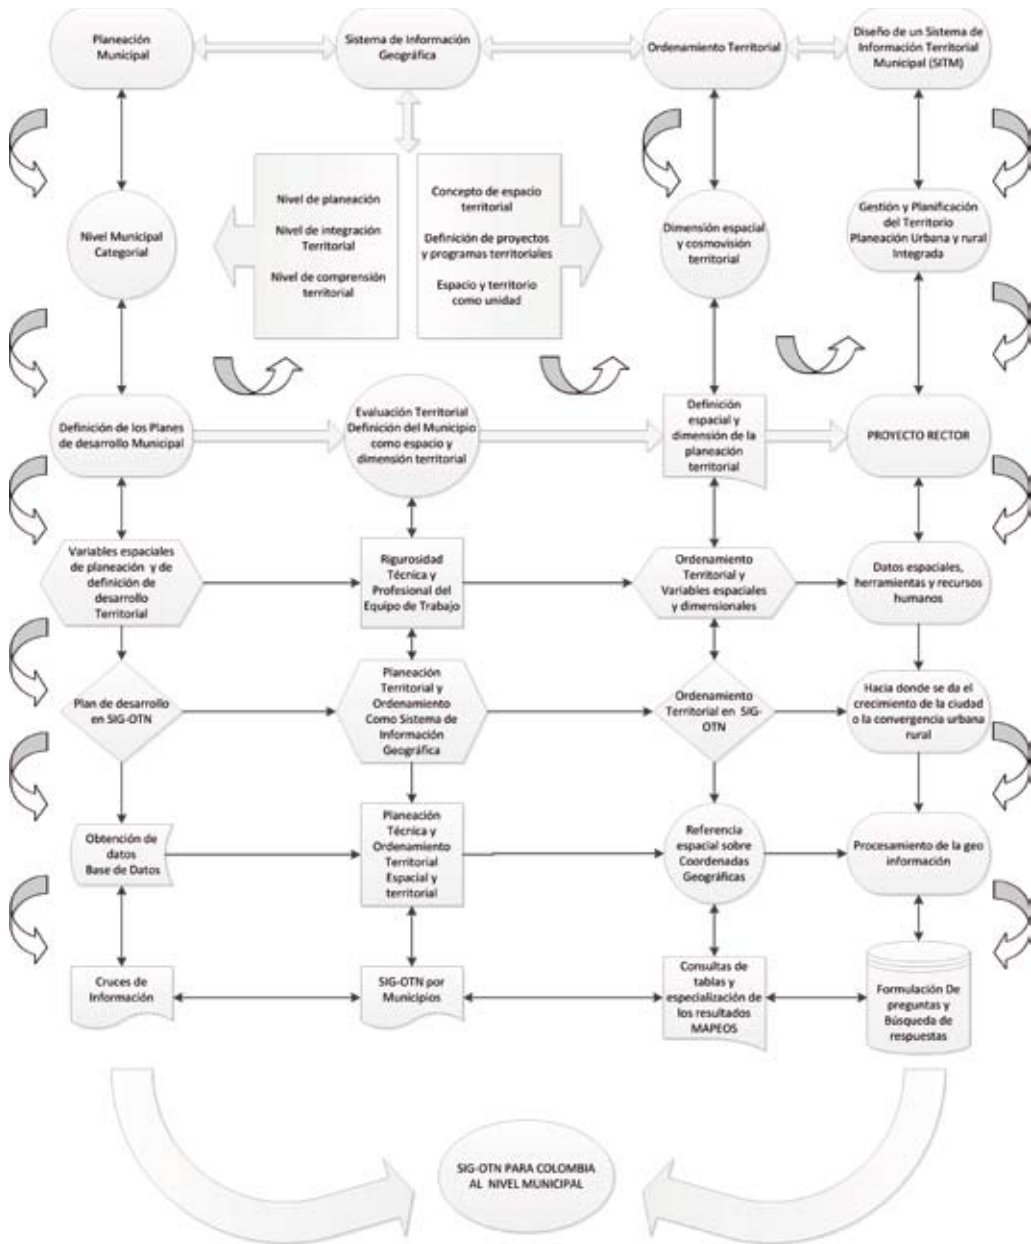 Planeación
Municipal
Sistema de Información
Geográfica
Ordenamiento Territorial
Diseño de un Sistema de
Información Territorial
Municipal (SITM)
Nivel Municipal
Categorial
Nivel de planeación
Nivel de integración
Territorial
Nivel de comprensión
territorial
Concepto de espacio
territorial
Definición de proyectos
y programas territoriales
Espacio y territorio
como unidad
Dimensión espacial
y cosmovisión
territorial
Gestión y Planificación
del Territorio
Planeación Urbana y rural
Integrada
Definición de los Planes
de desarrollo Municipal
Evaluación Territorial
Definición del Municipio
como espacio y
dimensión territorial
Definición
espacial y
dimensión de la
planeación
territorial
PROYECTO RECTOR
Variables espaciales
de planeación y de
definición de
desarrollo
Territorial
Rigurosidad
Técnica y
Profesional del
Equipo de Trabajo
Ordenamiento
Territorial y
Variables espaciales
y dimensionales
Datos espaciales,
herramientas y recursos
humanos
Plan de desarrollo
en SIG-OTN
Planeación
Territorial y
Ordenamiento
Como Sistema de
Información
Geográfica
Ordenamiento
Territorial en SIG-
OTN
Hacia donde se da el
crecimiento de la ciudad
o la convergencia urbana
rural
Obtención de
datos
Base de Datos
Planeación
Técnica y
Ordenamiento
Territorial
Espacial y
territorial
Referencia
espacial sobre
Coordenadas
Geográficas
Procesamiento de la geo
información
Cruces de
Información
SIG-OTN por
Municipios
Consultas de
tablas y
especialización de
los resultados
MAPEOS
Formulación De
preguntas y
Búsqueda de
respuestas
SIG-OTN PARA COLOMBIA
AL NIVEL MUNICIPAL